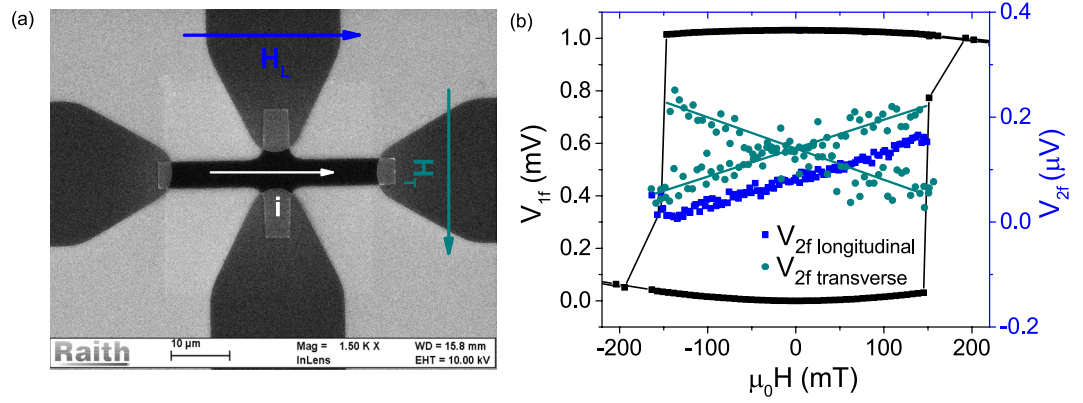 (a)
H_L
H_T
i
Raith
10 µm
Mag = 1.50 K X
WD = 15.8 mm
InLens
EHT = 10.00 kV
(b)
V_1f (mV)
1.0
0.8
0.6
0.4
0.2
0.0
V_2f longitudinal
V_2f transverse
-200
-100
0
100
200
µ₀H (mT)
0.4
0.2
0.0
-0.2
V_2f (µV)